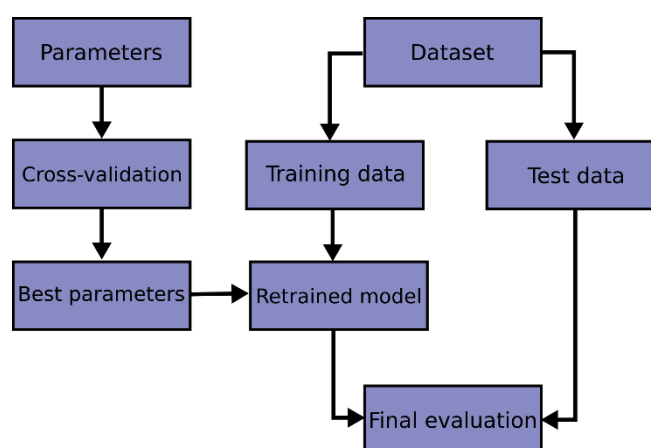 Parameters
Dataset
Cross-validation
Training data
Test data
Best parameters
Retrained model
Final evaluation